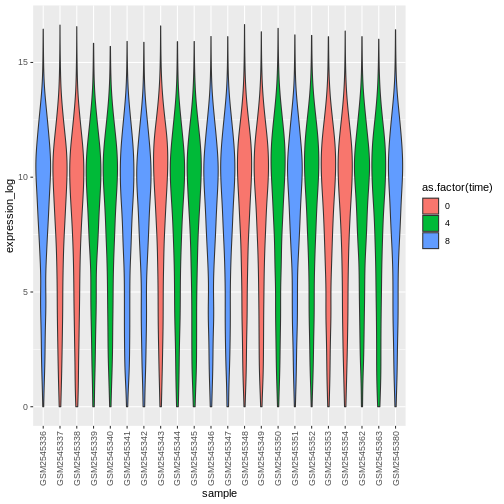 expression_log
15
10
5
0
GSM2545336
GSM2545337
GSM2545338
GSM2545339
GSM2545340
GSM2545341
GSM2545342
GSM2545343
GSM2545344
GSM2545345
GSM2545346
GSM2545347
GSM2545348
GSM2545349
GSM2545350
GSM2545351
GSM2545352
GSM2545353
GSM2545354
GSM2545362
GSM2545363
GSM2545380
sample
as.factor(time)
0
4
8